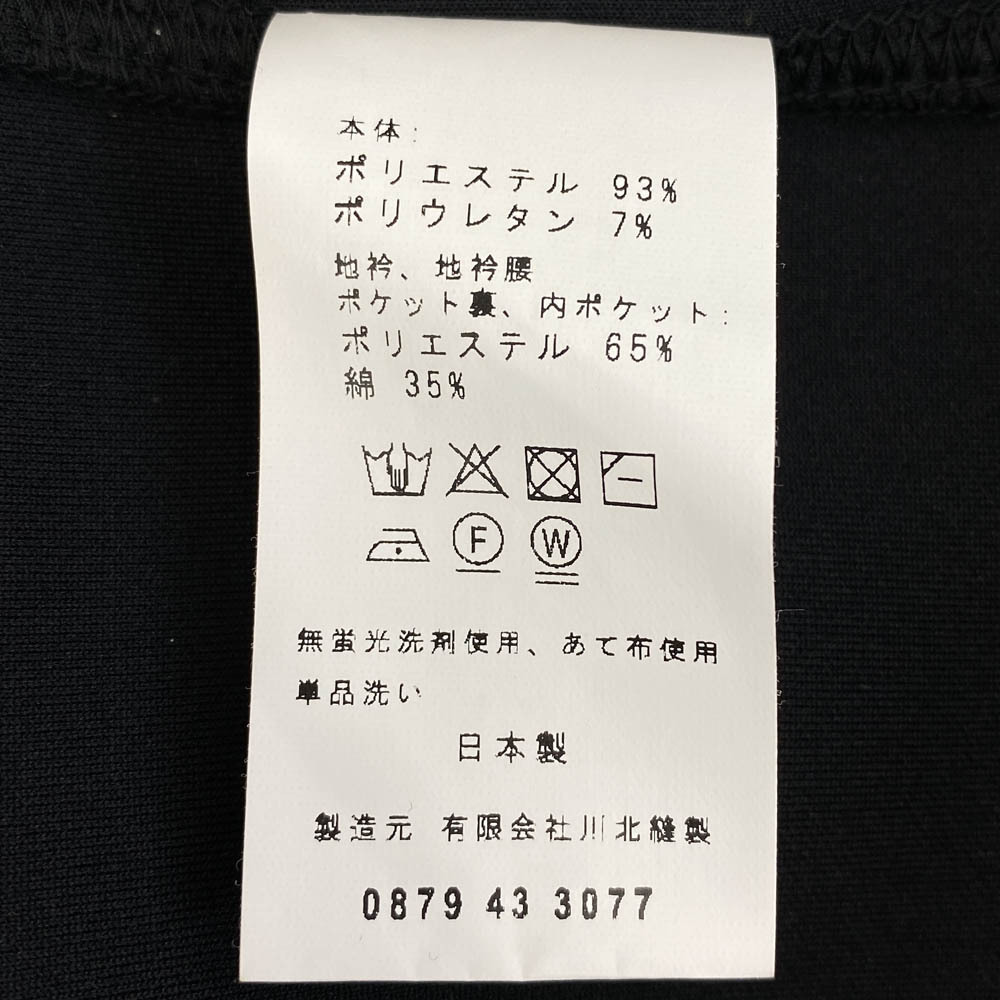 本体:
ポリエステル 93%
ポリウレタン 7%
地衿、地衿腰
ポケット裏、内ポケット:
ポリエステル 65%
綿 35%
F W
無蛍光洗剤使用、あて布使用
単品洗い
日本製
製造元 有限会社川北縫製
0879 43 3077